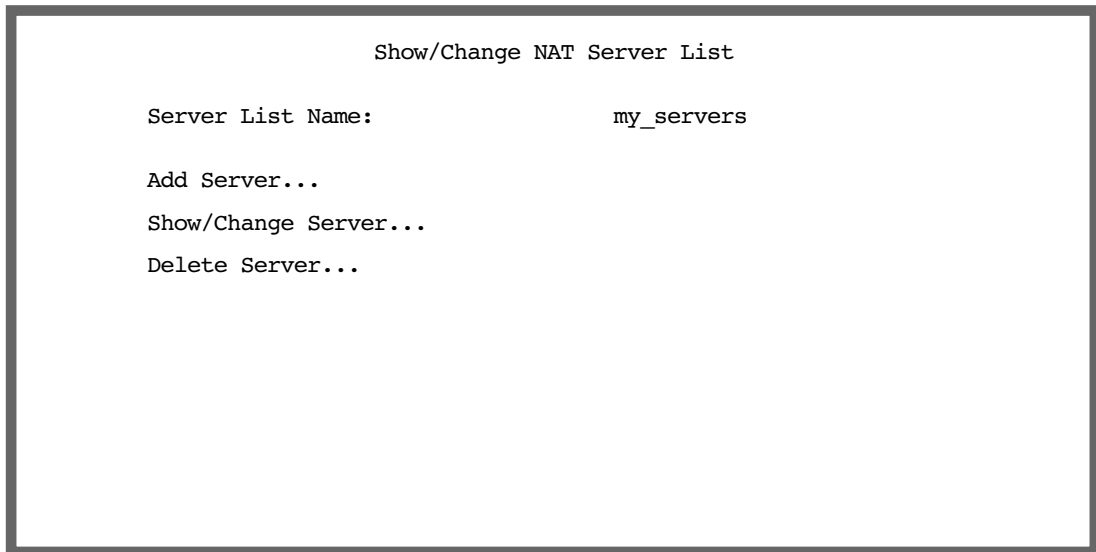 Show/Change NAT Server List
Server List Name: my_servers
Add Server...
Show/Change Server...
Delete Server...